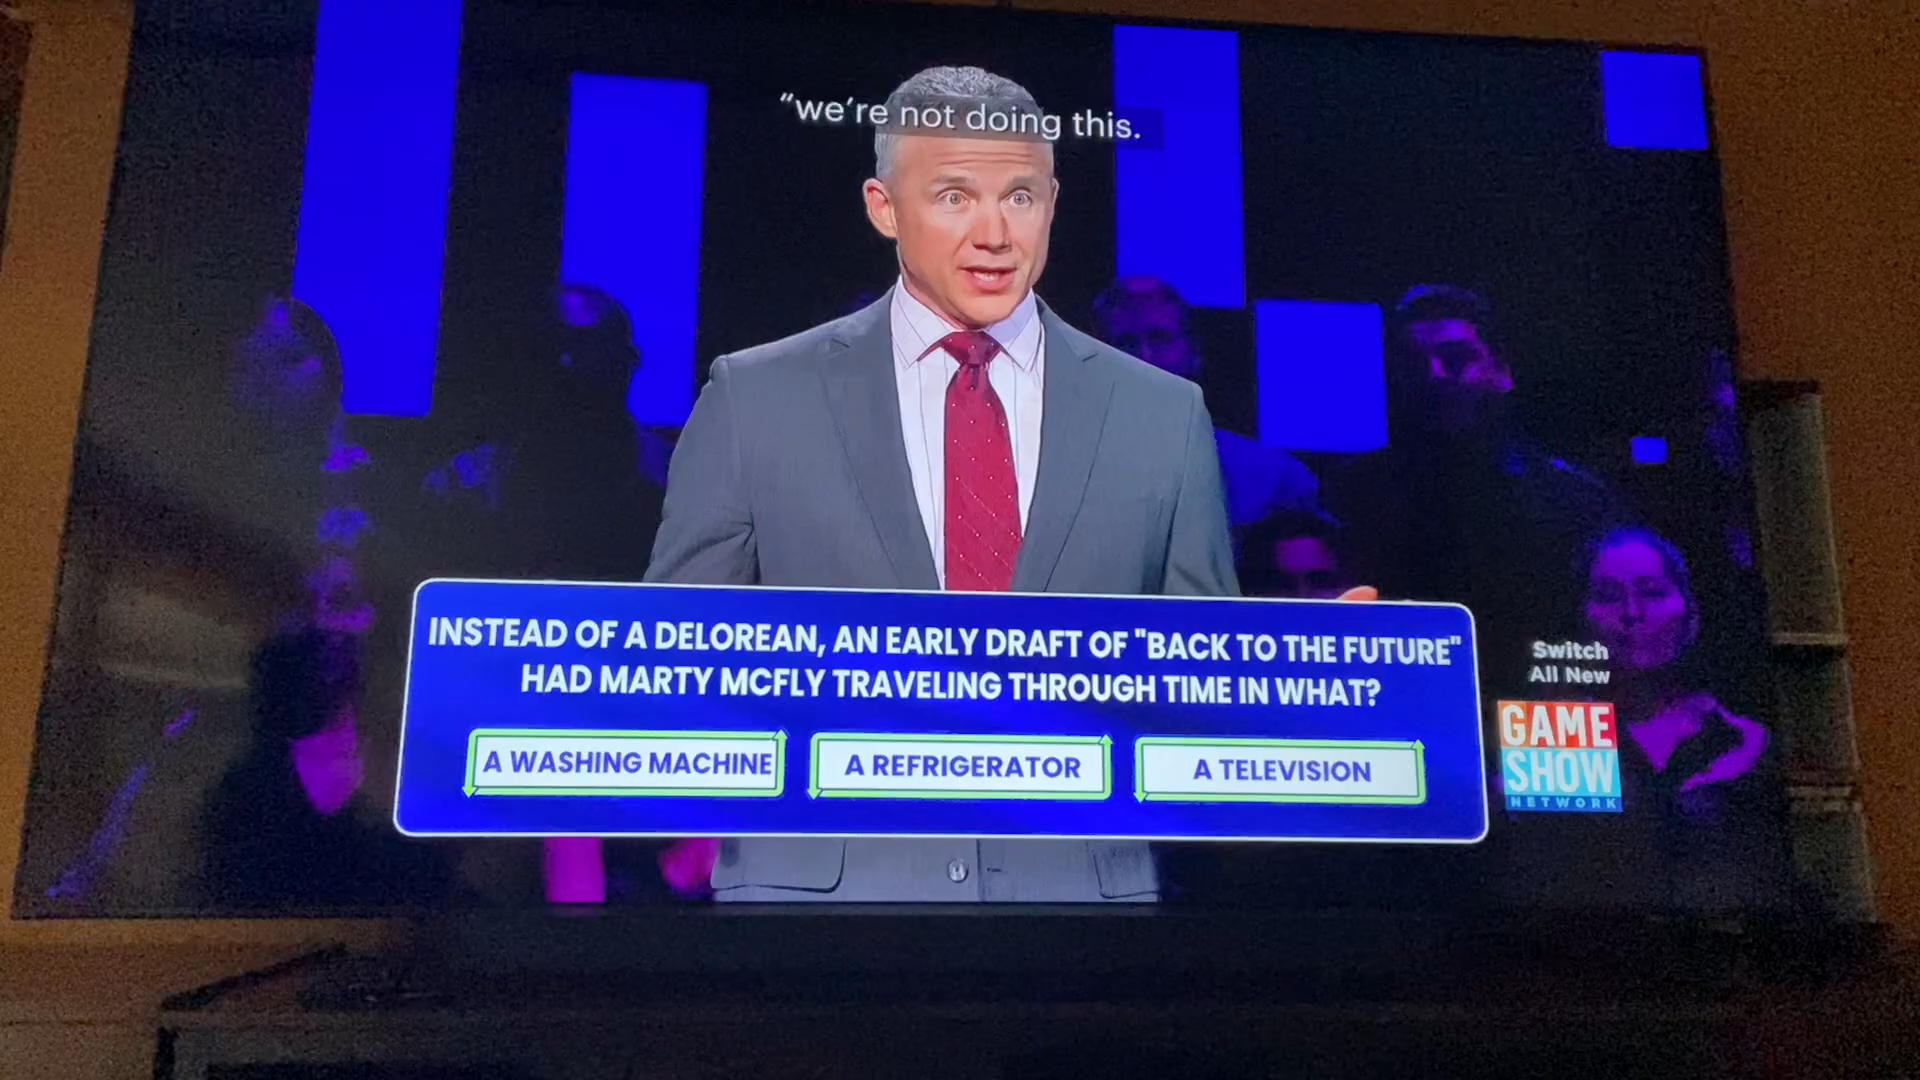 “we’re not doing this.
INSTEAD OF A DELOREAN, AN EARLY DRAFT OF "BACK TO THE FUTURE"
HAD MARTY MCFLY TRAVELING THROUGH TIME IN WHAT?
A WASHING MACHINE
A REFRIGERATOR
A TELEVISION
Switch
All New
GAME
SHOW
NETWORK